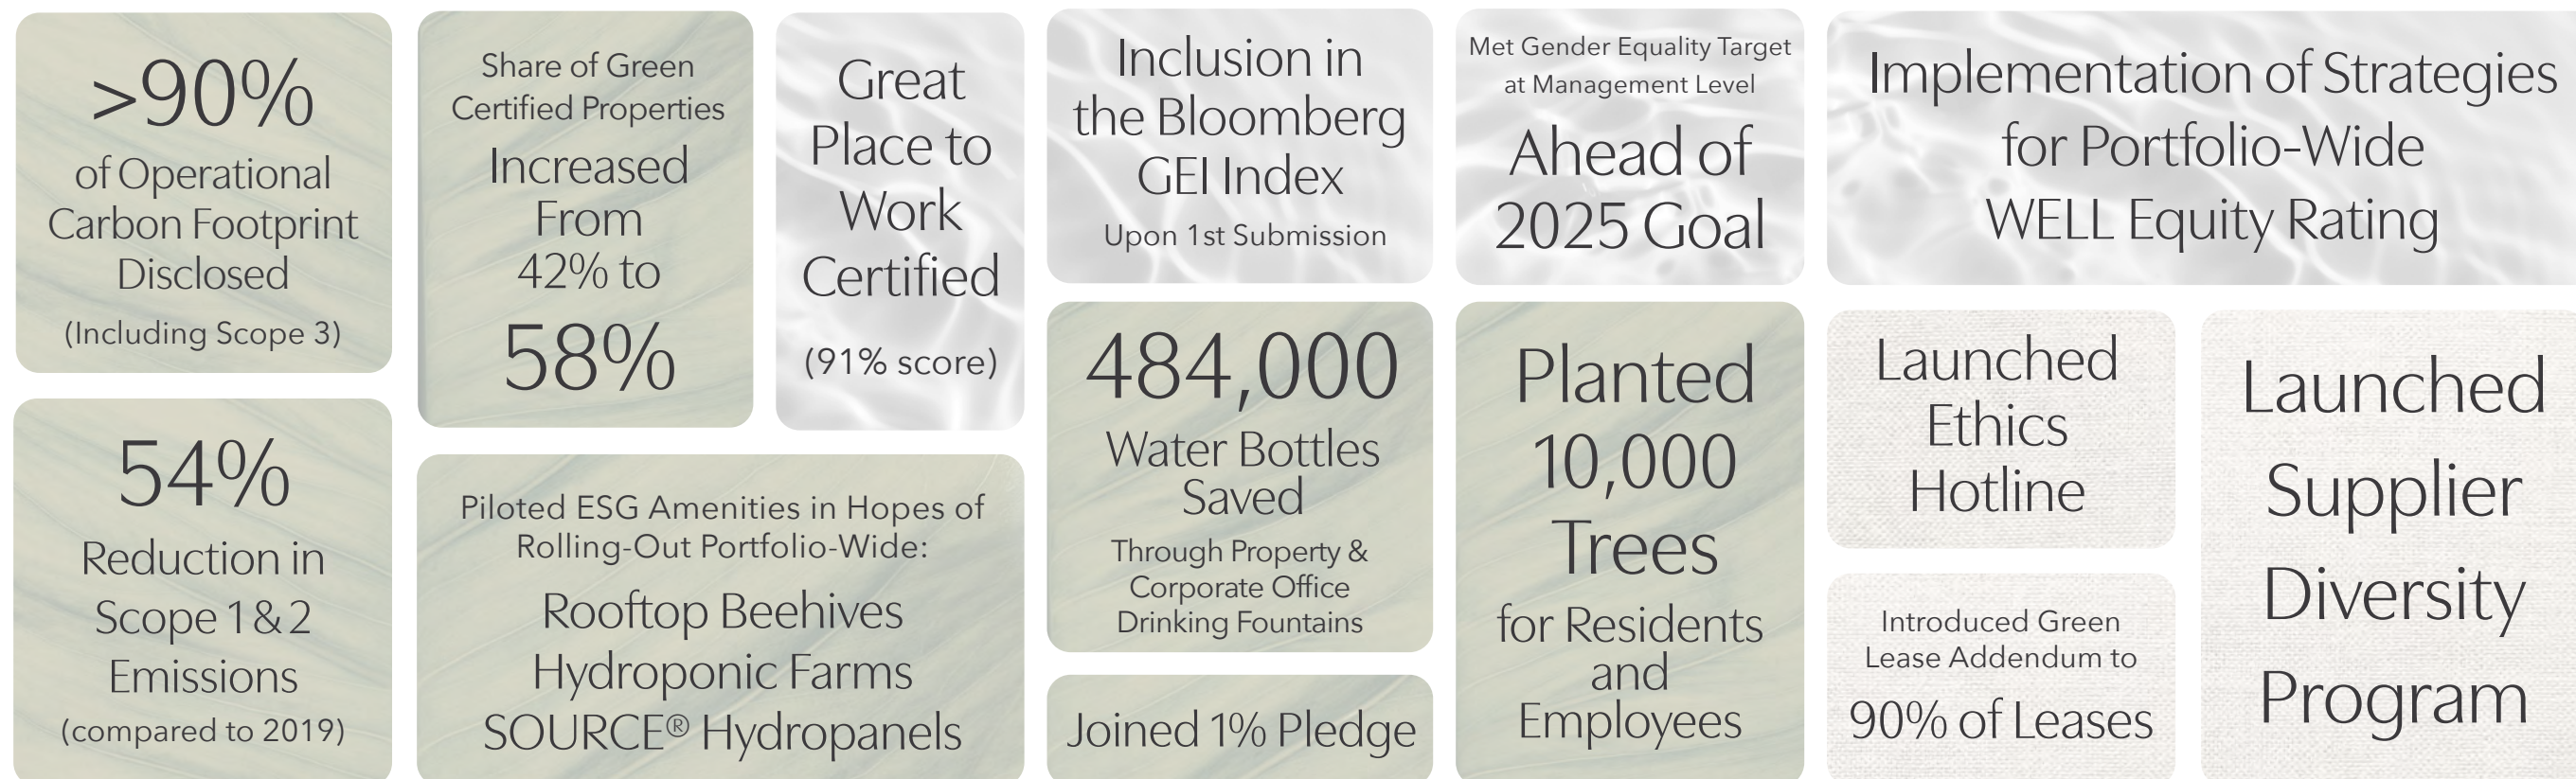 >90%
of Operational
Carbon Footprint
Disclosed
(Including Scope 3)
54%
Reduction in
Scope 1 & 2
Emissions
(compared to 2019)
Share of Green
Certified Properties
Increased
From
42% to
58%
Great
Place to
Work
Certified
(91% score)
Piloted ESG Amenities in Hopes of
Rolling-Out Portfolio-Wide:
Rooftop Beehives
Hydroponic Farms
SOURCE® Hydropanels
Inclusion in
the Bloomberg
GEI Index
Upon 1st Submission
484,000
Water Bottles
Saved
Through Property &
Corporate Office
Drinking Fountains
Joined 1% Pledge
Met Gender Equality Target
at Management Level
Ahead of
2025 Goal
Planted
10,000
Trees
for Residents
and
Employees
Implementation of Strategies
for Portfolio-Wide
WELL Equity Rating
Launched
Ethics
Hotline
Introduced Green
Lease Addendum to
90% of Leases
Launched
Supplier
Diversity
Program